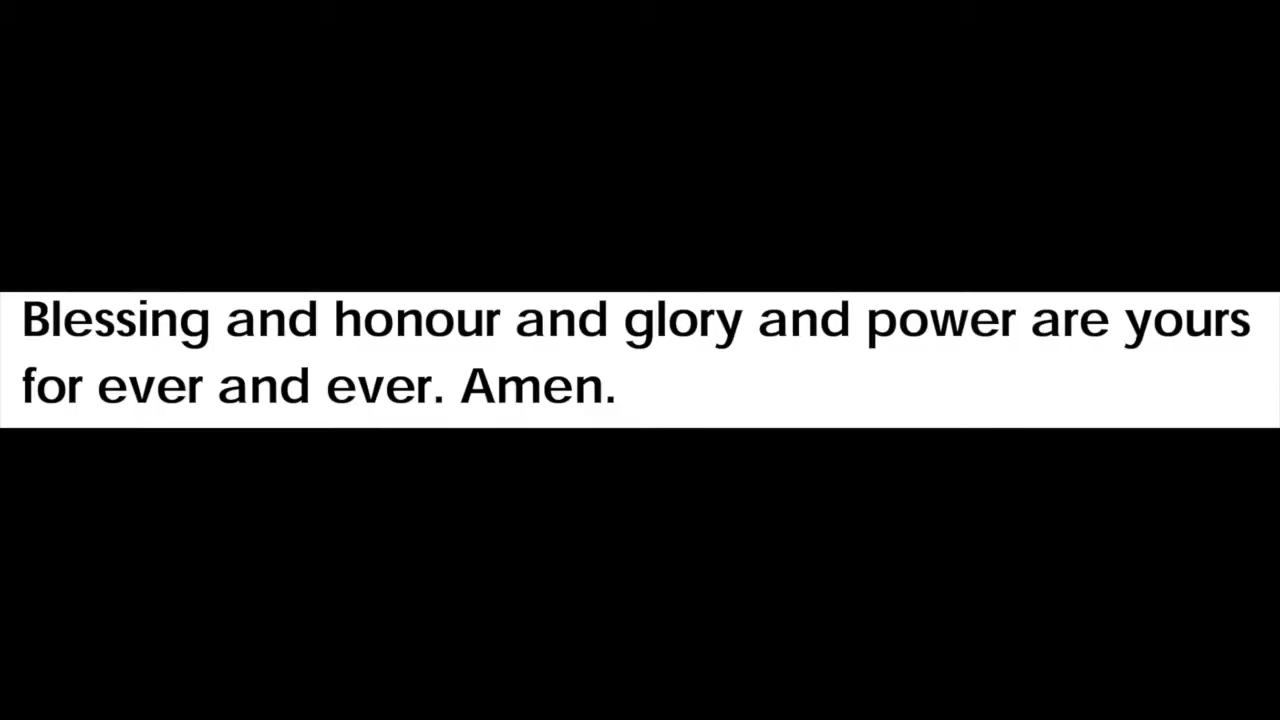 Blessing and honour and glory and power are yours
for ever and ever. Amen.